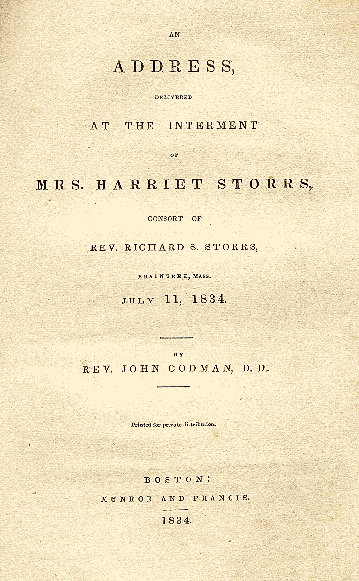 AN
ADDRESS,
DELIVERED
AT THE INTERMENT
OF
MRS. HARRIET STORRS,
CONSORT OF
REV. RICHARD S. STORRS,
BRAINTREE, MASS.
JULY 11, 1834.
BY
REV. JOHN CODMAN, D. D.
Printed for private distribution.
BOSTON:
MUNROE AND FRANCIS.
1834.